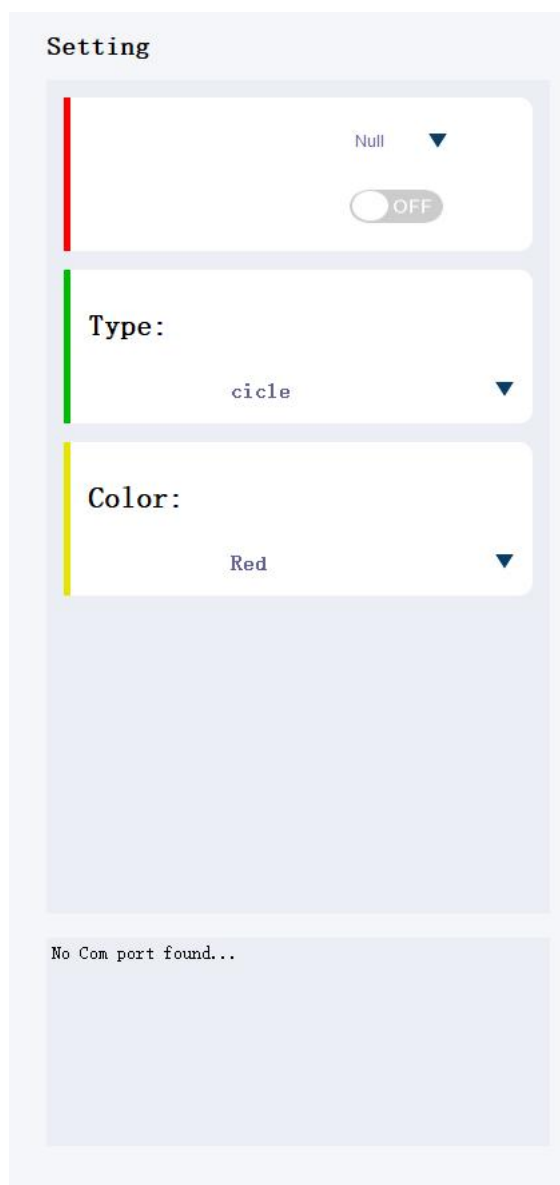 Setting
Null
OFF
Type:
cicle
Color:
Red
No Com port found...